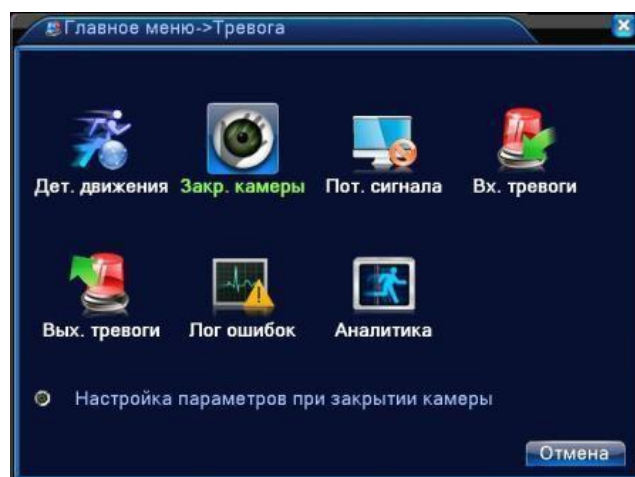 Главное меню->Тревога
Дет. движения Закр. камеры Пот. сигнала Вх. тревоги
Вых. тревоги Лог ошибок Аналитика
Настройка параметров при закрытии камеры
Отмена